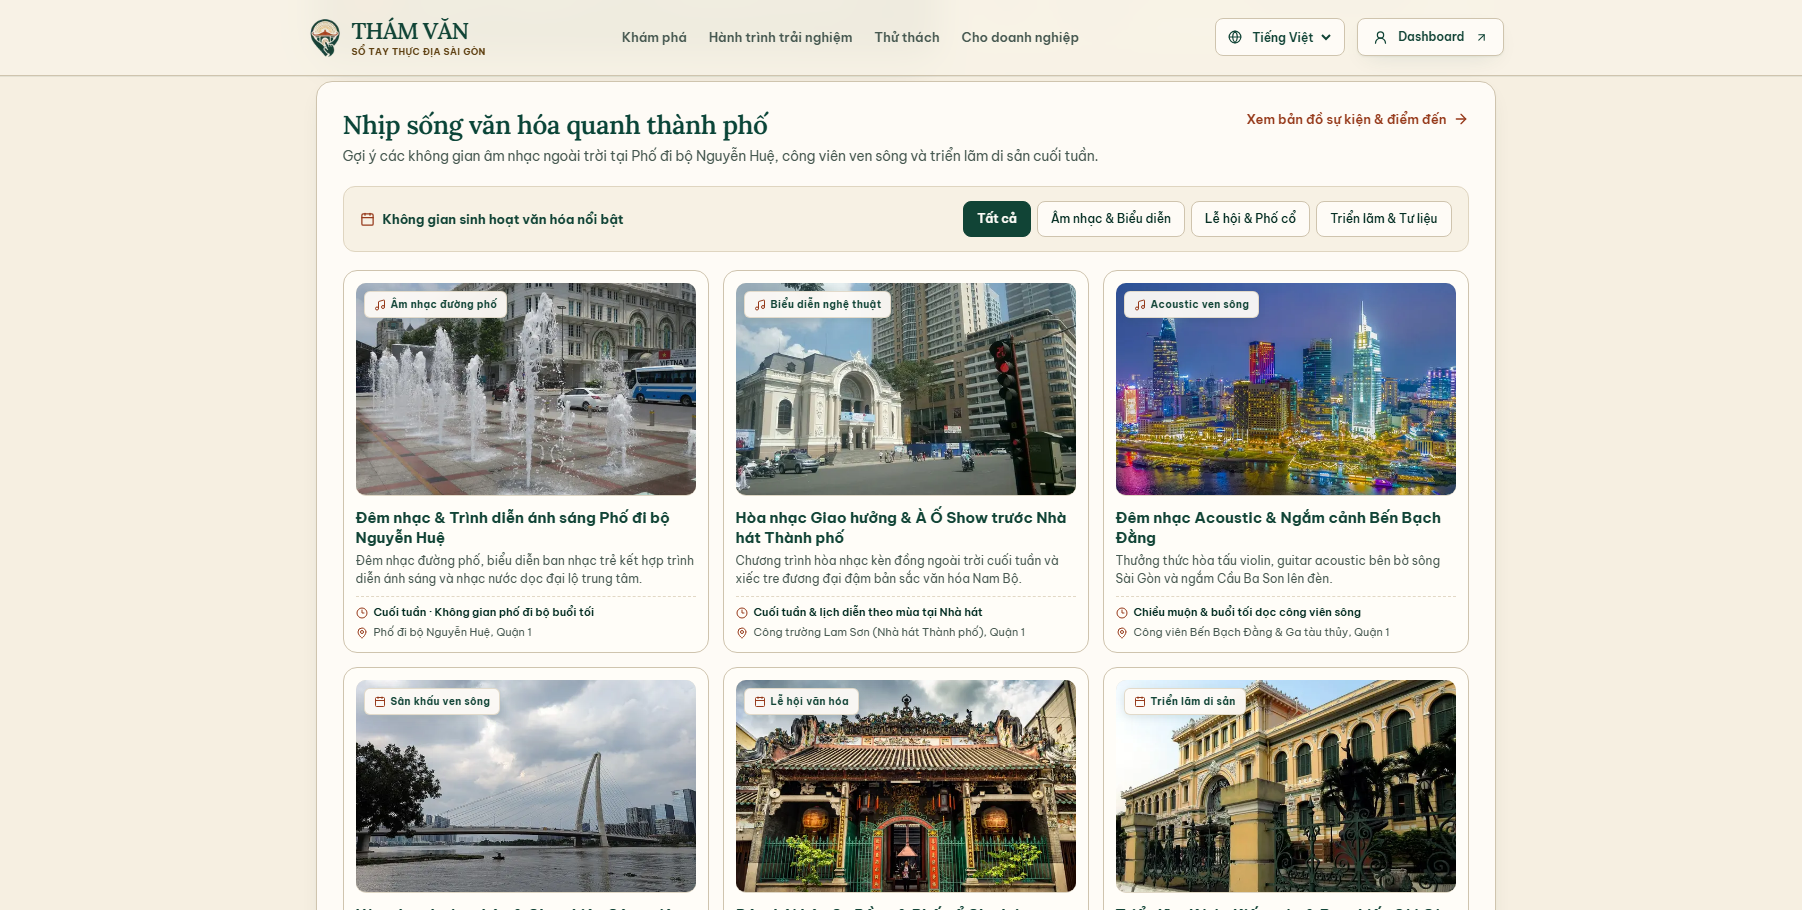 THÁM VĂN
SỔ TAY THỰC ĐỊA SÀI GÒN
Khám phá
Hành trình trải nghiệm
Thử thách
Cho doanh nghiệp
Tiếng Việt
Dashboard
Nhịp sống văn hóa quanh thành phố
Xem bản đồ sự kiện & điểm đến
Gợi ý các không gian âm nhạc ngoài trời tại Phố đi bộ Nguyễn Huệ, công viên ven sông và triển lãm di sản cuối tuần.
Không gian sinh hoạt văn hóa nổi bật
Tất cả
Âm nhạc & Biểu diễn
Lễ hội & Phố cổ
Triển lãm & Tư liệu
Âm nhạc đường phố
VIETNAM
Đêm nhạc & Trình diễn ánh sáng Phố đi bộ
Nguyễn Huệ
Đêm nhạc đường phố, biểu diễn ban nhạc trẻ kết hợp trình
diễn ánh sáng và nhạc nước dọc đại lộ trung tâm.
Cuối tuần · Không gian phố đi bộ buổi tối
Phố đi bộ Nguyễn Huệ, Quận 1
Biểu diễn nghệ thuật
Hòa nhạc Giao hưởng & À Ố Show trước Nhà
hát Thành phố
Chương trình hòa nhạc kèn đồng ngoài trời cuối tuần và
xiếc tre đương đại đậm bản sắc văn hóa Nam Bộ.
Cuối tuần & lịch diễn theo mùa tại Nhà hát
Công trường Lam Sơn (Nhà hát Thành phố), Quận 1
Acoustic ven sông
Đêm nhạc Acoustic & Ngắm cảnh Bến Bạch
Đằng
Thưởng thức hòa tấu violin, guitar acoustic bên bờ sông
Sài Gòn và ngắm Cầu Ba Son lên đèn.
Chiều muộn & buổi tối dọc công viên sông
Công viên Bến Bạch Đằng & Ga tàu thủy, Quận 1
Sân khấu ven sông
Lễ hội văn hóa
Triển lãm di sản